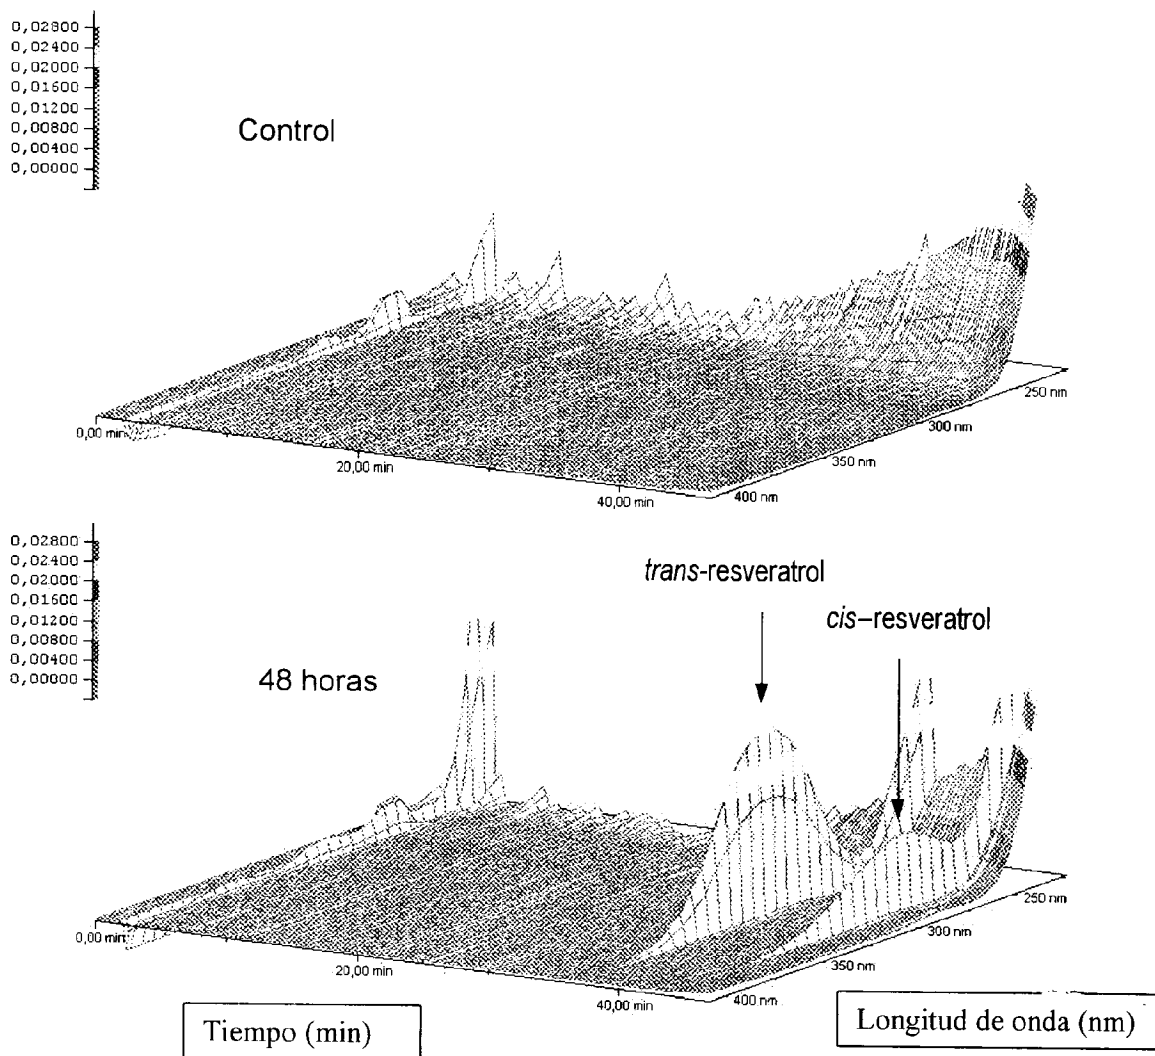 0,02800
0,02400
0,02000
0,01600
0,01200
0,00800
0,00400
0,00000
Control
0,00 min
20,00 min
40,00 min
400 nm
350 nm
300 nm
250 nm
0,02800
0,02400
0,02000
0,01600
0,01200
0,00800
0,00400
0,00000
48 horas
trans-resveratrol
cis–resveratrol
0,00 min
20,00 min
40,00 min
400 nm
350 nm
300 nm
250 nm
Tiempo (min)
Longitud de onda (nm)